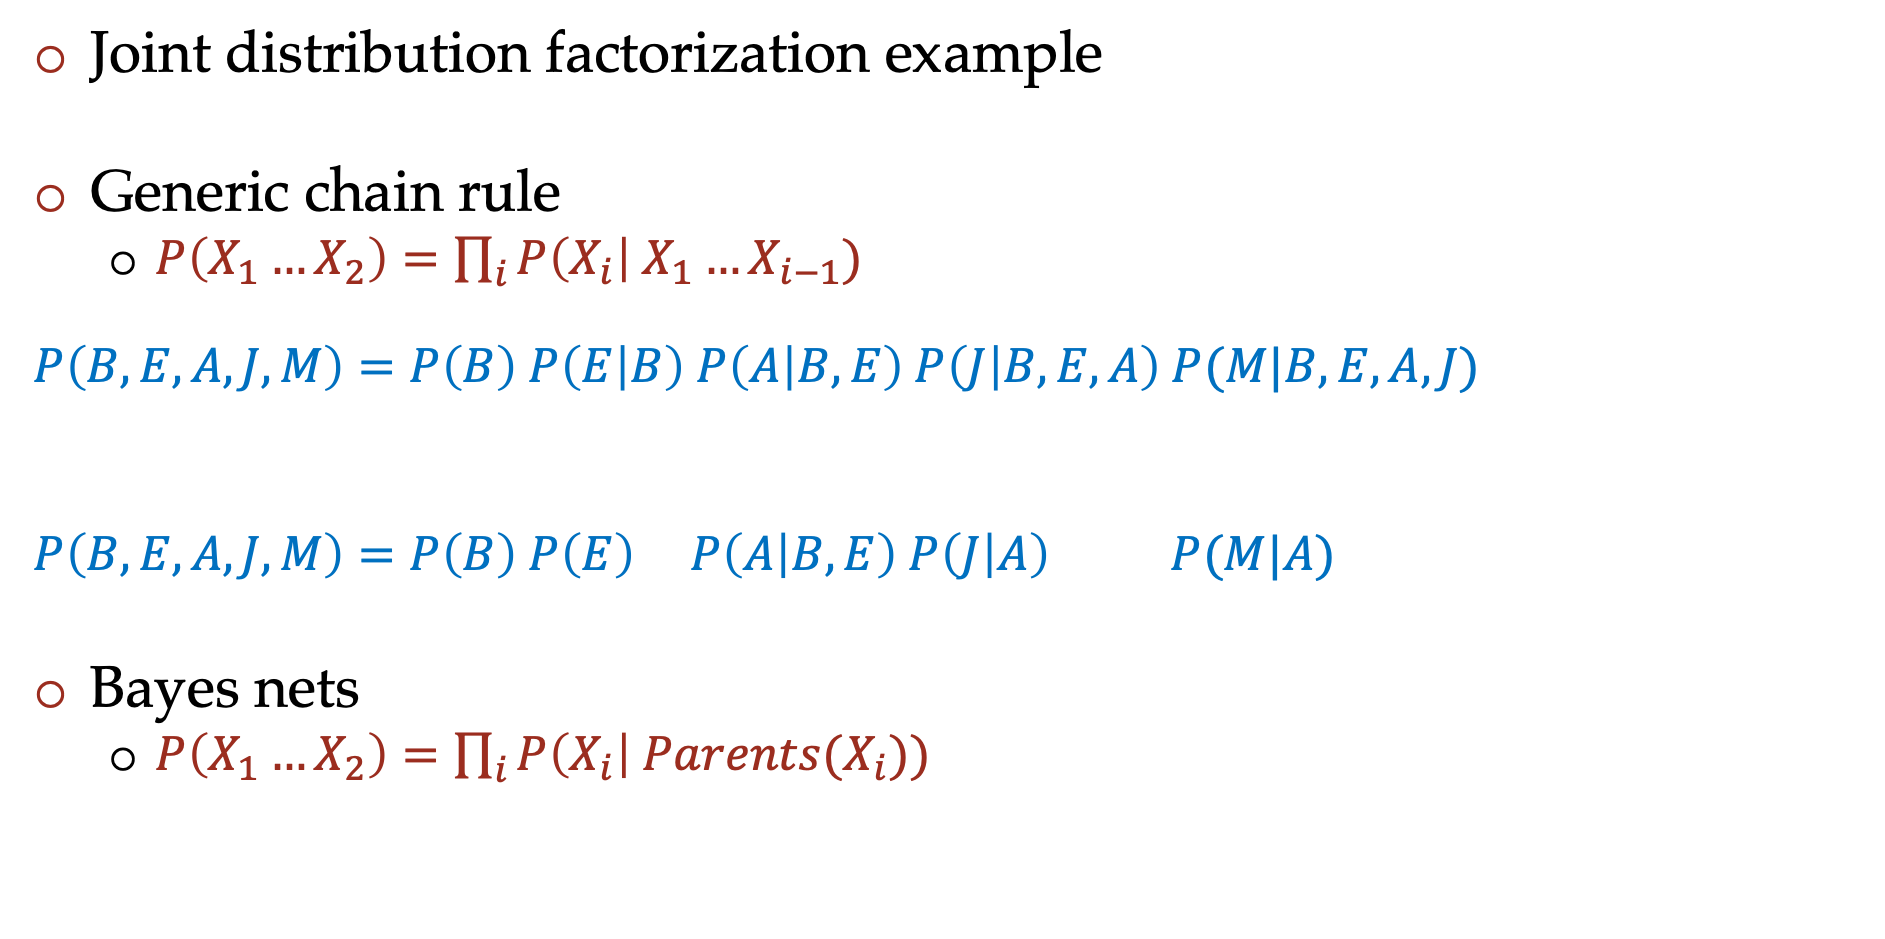 ○ Joint distribution factorization example
○ Generic chain rule
○ P(X₁ … X₂) = ∏ᵢ P(Xᵢ| X₁ … Xᵢ₋₁)
P(B, E, A, J, M) = P(B) P(E|B) P(A|B, E) P(J|B, E, A) P(M|B, E, A, J)
P(B, E, A, J, M) = P(B) P(E) P(A|B, E) P(J|A) P(M|A)
○ Bayes nets
○ P(X₁ … X₂) = ∏ᵢ P(Xᵢ| Parents(Xᵢ))